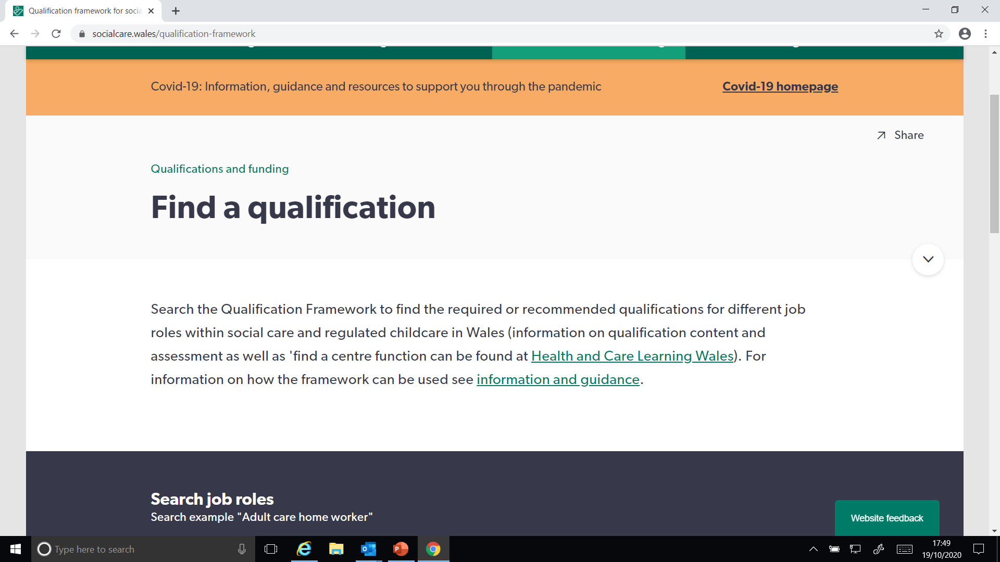 Qualification framework for socia
socialcare.wales/qualification-framework
Covid-19: Information, guidance and resources to support you through the pandemic
Covid-19 homepage
Share
Qualifications and funding
Find a qualification
Search the Qualification Framework to find the required or recommended qualifications for different job
roles within social care and regulated childcare in Wales (information on qualification content and
assessment as well as 'find a centre function can be found at Health and Care Learning Wales). For
information on how the framework can be used see information and guidance.
Search job roles
Search example "Adult care home worker"
Website feedback
Type here to search
17:49
19/10/2020